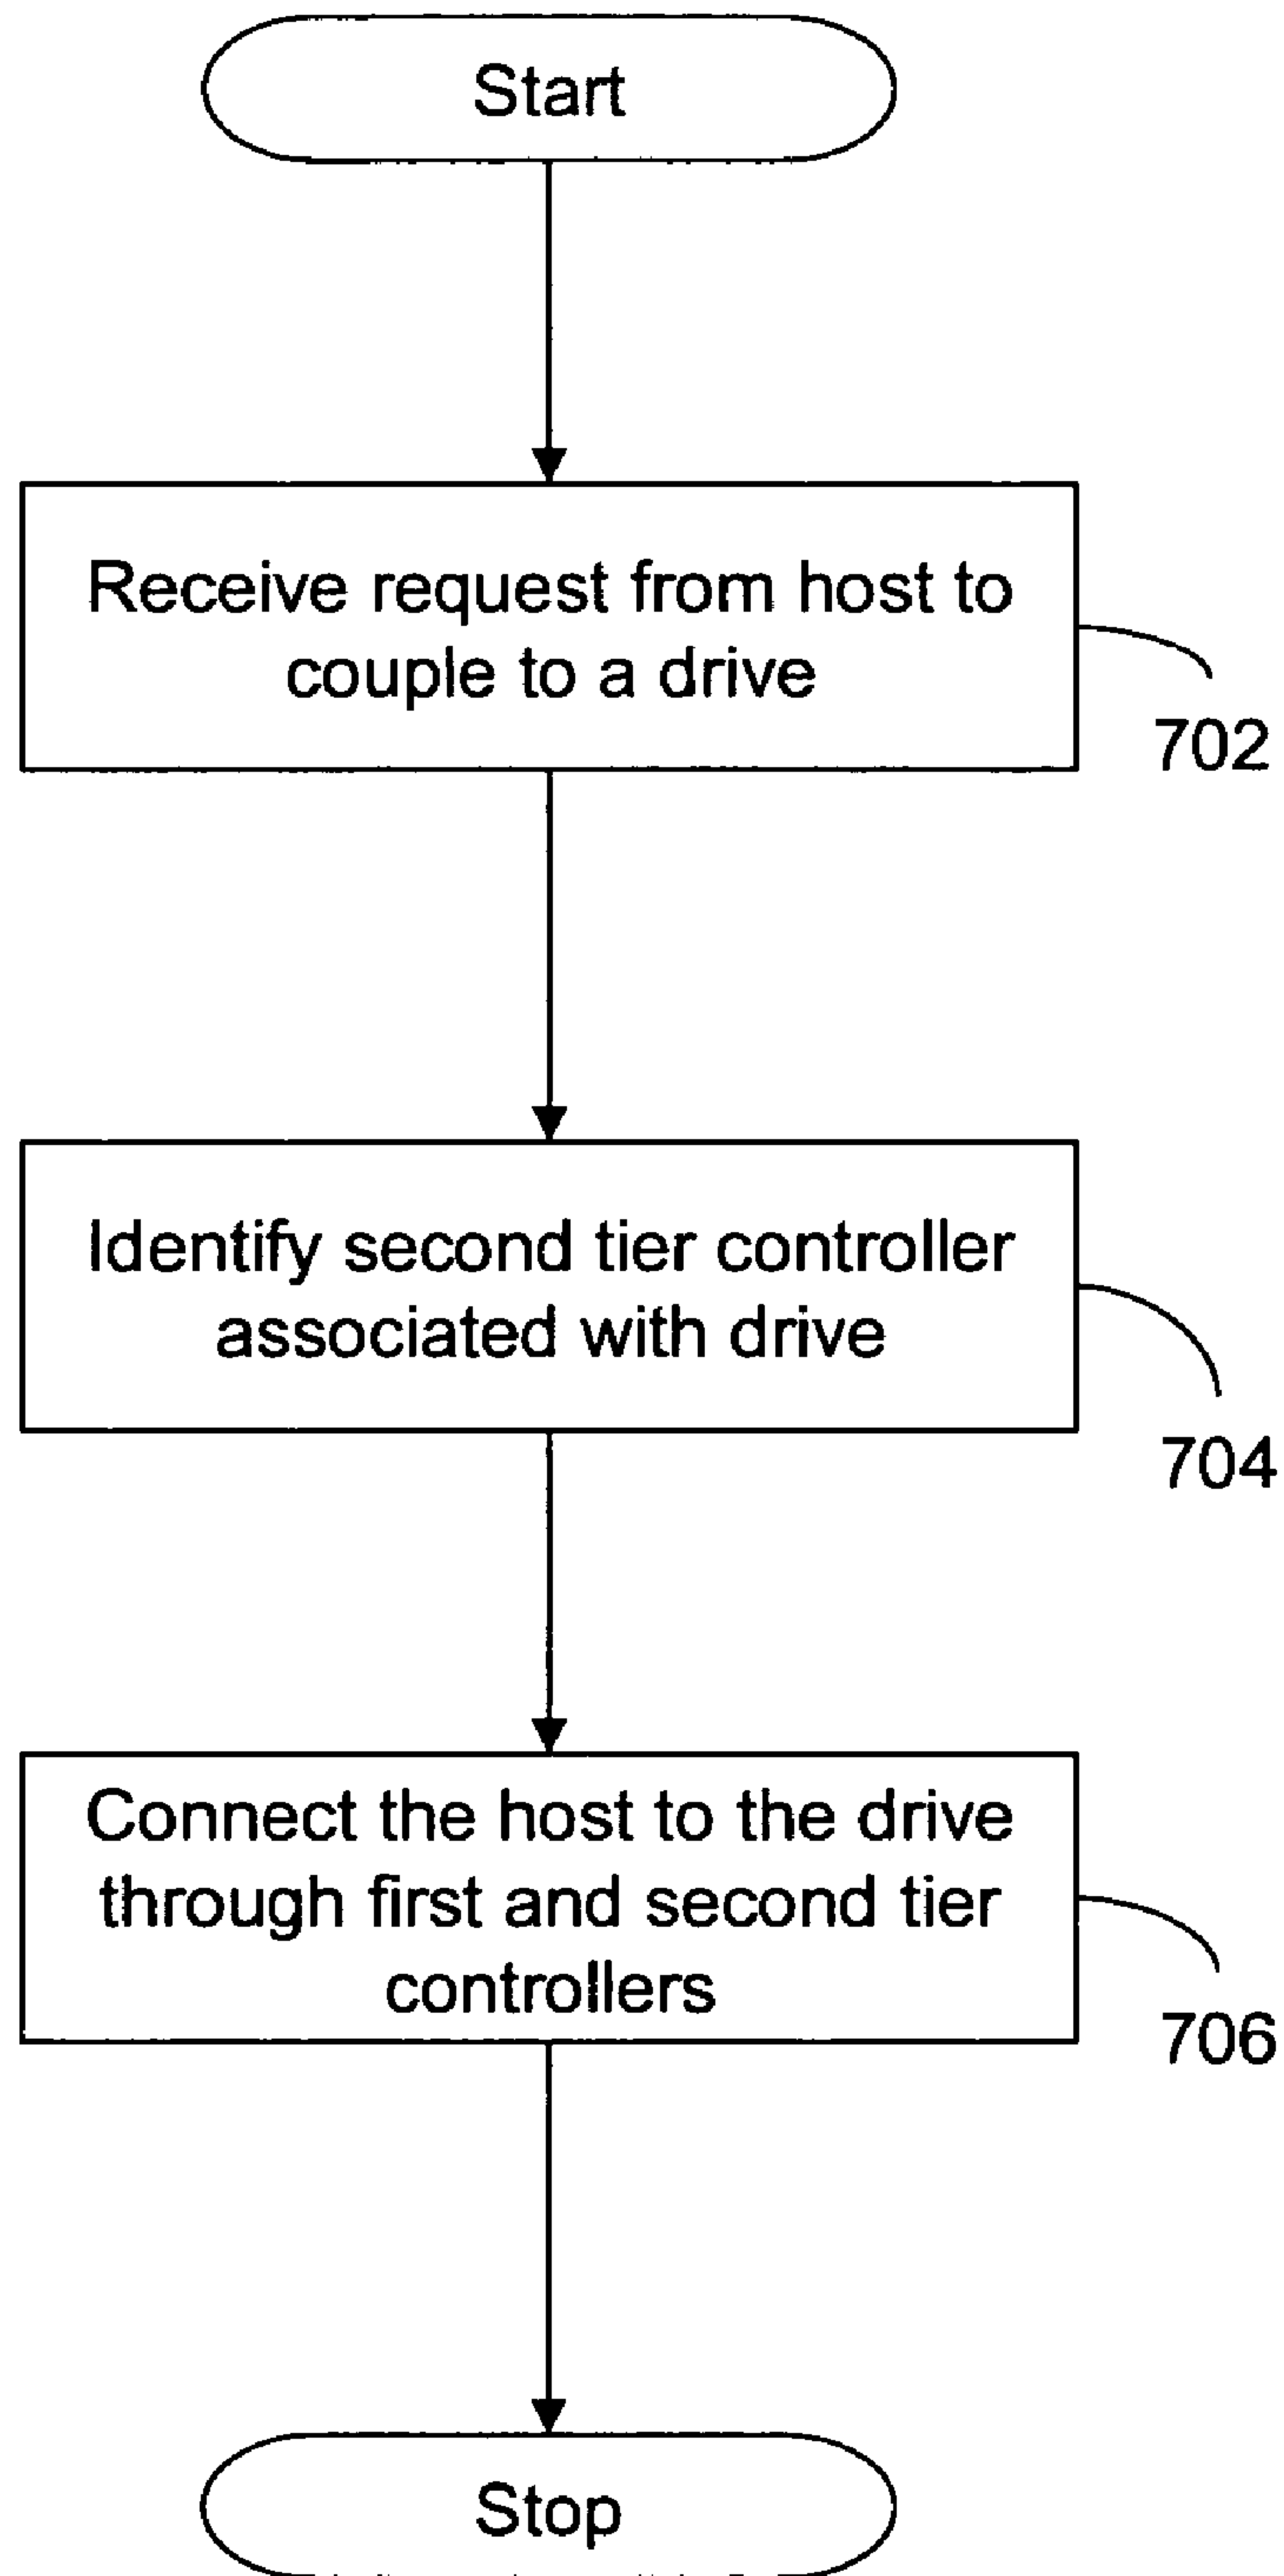 Start
Receive request from host to
couple to a drive
702
Identify second tier controller
associated with drive
704
Connect the host to the drive
through first and second tier
controllers
706
Stop